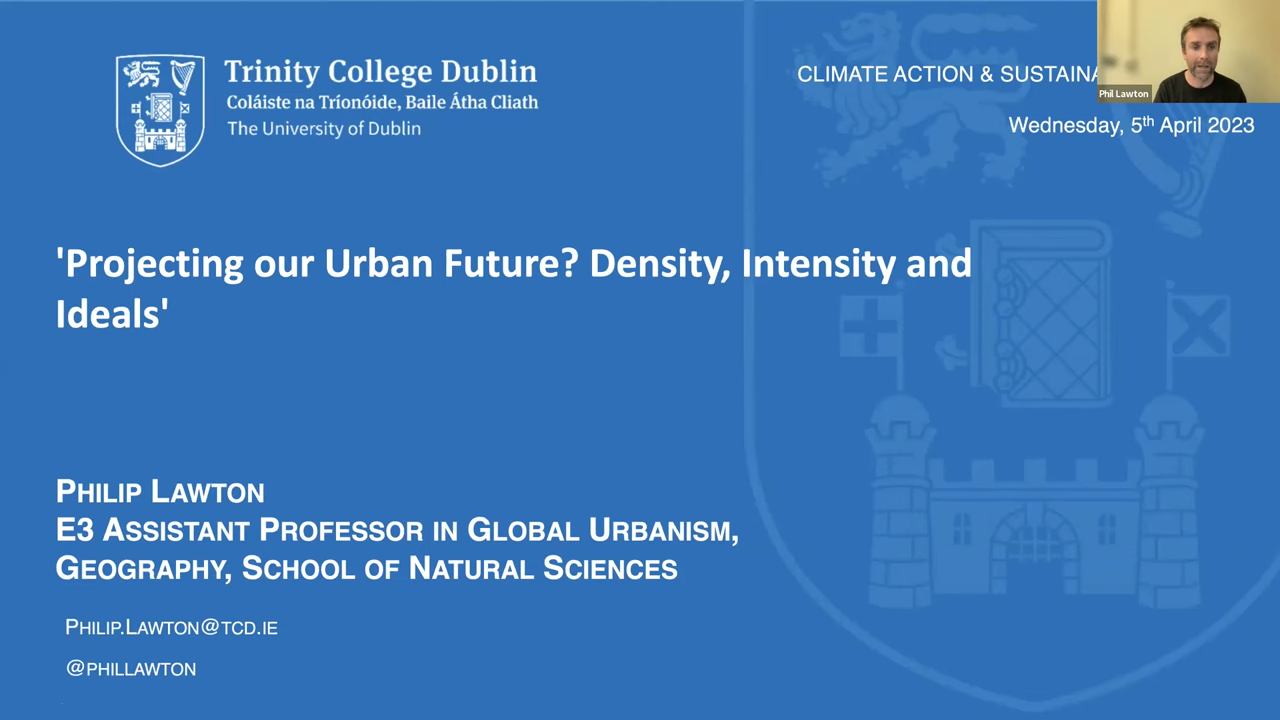 Trinity College Dublin
Coláiste na Tríonóide, Baile Átha Cliath
The University of Dublin
CLIMATE ACTION & SUSTAINA
Phil Lawton
Wednesday, 5th April 2023
'Projecting our Urban Future? Density, Intensity and
Ideals'
PHILIP LAWTON
E3 ASSISTANT PROFESSOR IN GLOBAL URBANISM,
GEOGRAPHY, SCHOOL OF NATURAL SCIENCES
PHILIP.LAWTON@TCD.IE
@PHILLAWTON